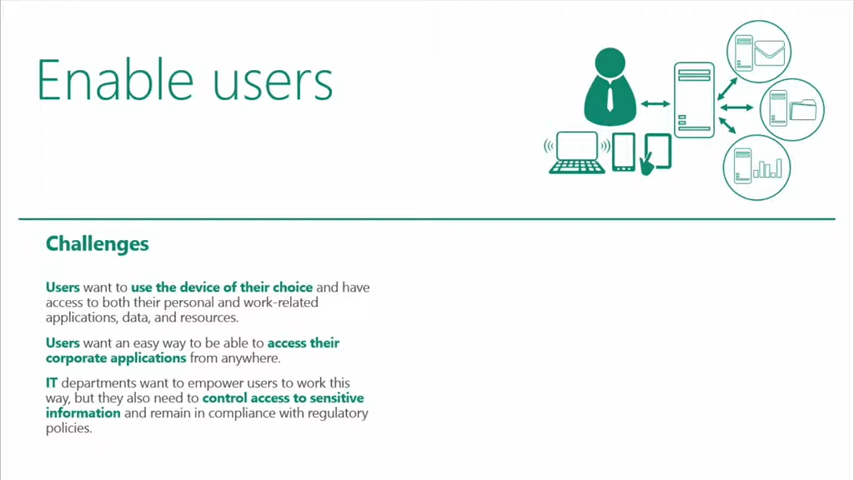 Enable users
Challenges
Users want to use the device of their choice and have
access to both their personal and work-related
applications, data, and resources.
Users want an easy way to be able to access their
corporate applications from anywhere.
IT departments want to empower users to work this
way, but they also need to control access to sensitive
information and remain in compliance with regulatory
policies.